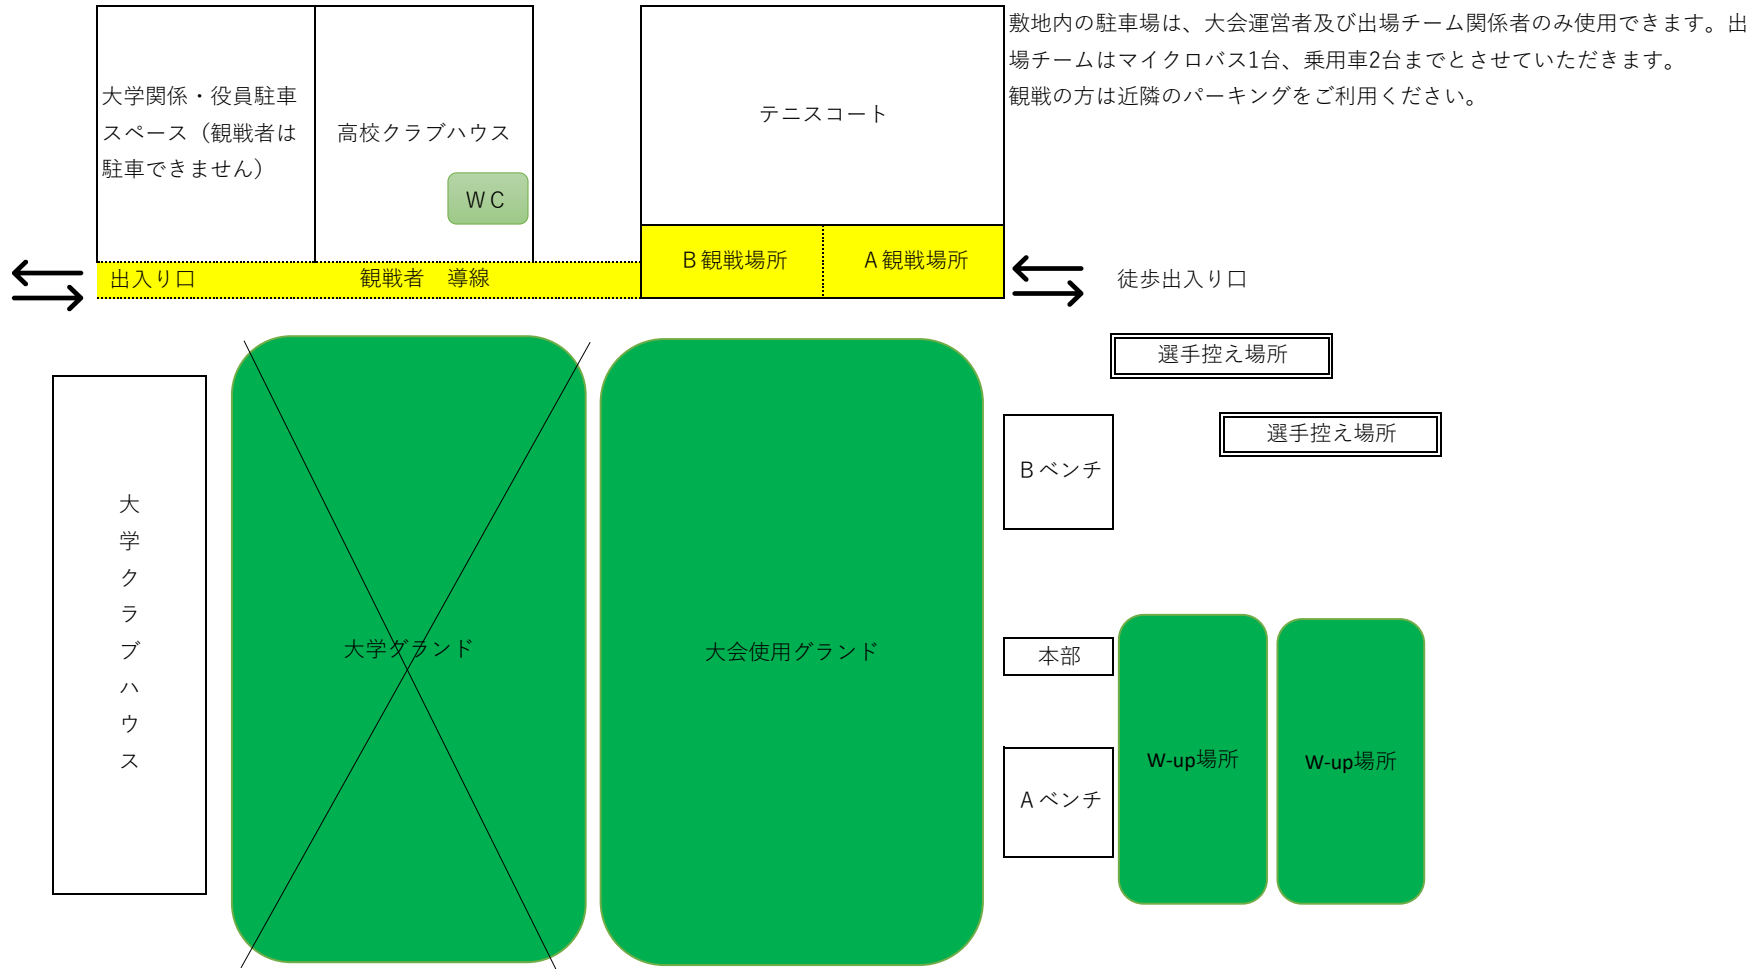 敷地内の駐車場は、大会運営者及び出場チーム関係者のみ使用できます。出
場チームはマイクロバス1台、乗用車2台までとさせていただきます。
観戦の方は近隣のパーキングをご利用ください。
大学関係・役員駐車
スペース（観戦者は
駐車できません）
高校クラブハウス
ＷＣ
テニスコート
Ｂ観戦場所
Ａ観戦場所
出入り口
観戦者　導線
徒歩出入り口
選手控え場所
選手控え場所
Ｂベンチ
大学クラブハウス
大学グランド
大会使用グランド
本部
W-up場所
W-up場所
Ａベンチ